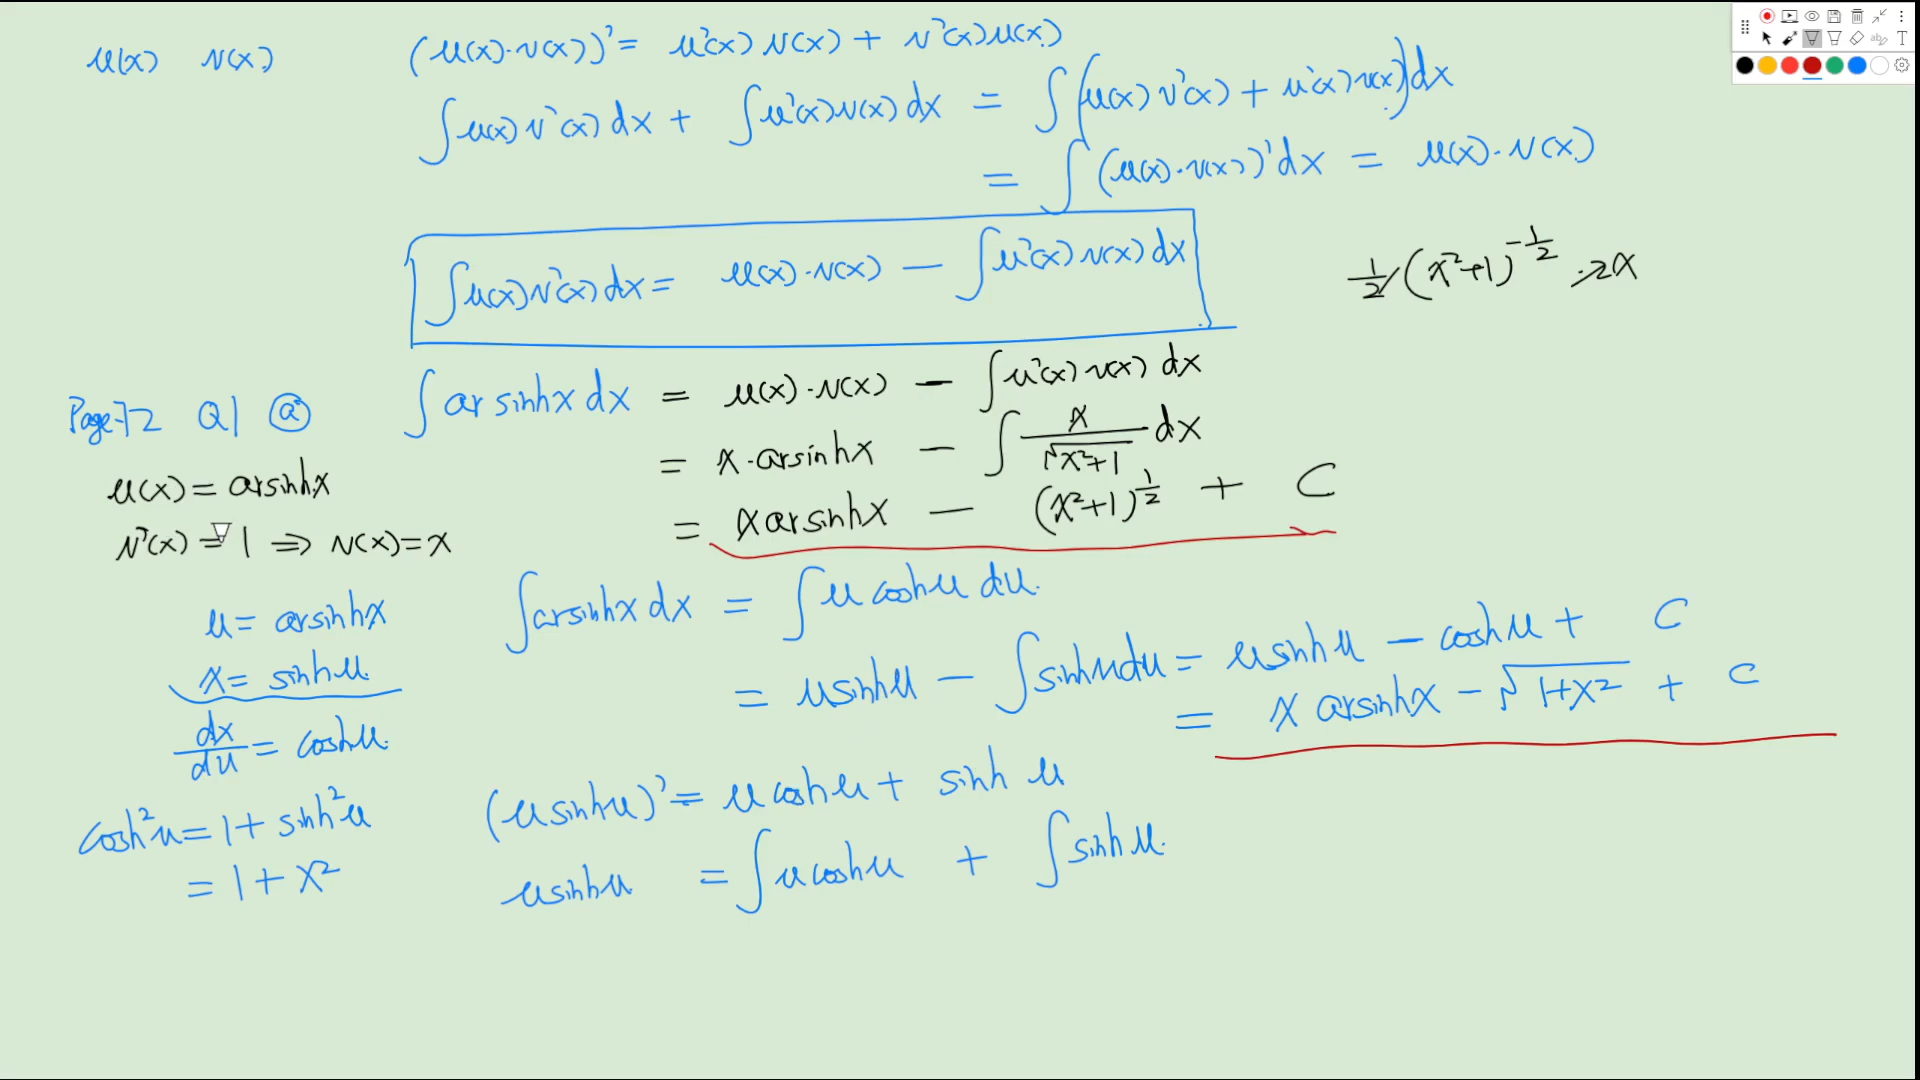 u(x) v(x) (u(x)·v(x))' = u'(x)v(x) + v'(x)u(x)
∫u(x)v'(x)dx + ∫u'(x)v(x)dx = ∫(u(x)v'(x) + u'(x)v(x))dx
= ∫(u(x)·v(x))'dx = u(x)·v(x)
∫u(x)v'(x)dx = u(x)·v(x) − ∫u'(x)v(x)dx
1/2(x²+1)^(-1/2)·2x
Page 72 Q1 ⓐ ∫arsinhx dx = u(x)·v(x) − ∫u'(x)v(x)dx
u(x) = arsinhx
v'(x) = 1 ⇒ v(x) = x
= x·arsinhx − ∫x/√(x²+1) dx
= xarsinhx − (x²+1)^(1/2) + C
u = arsinhx
x = sinhu
dx/du = coshu
cosh²u = 1 + sinh²u
= 1 + x²
∫arsinhx dx = ∫u coshu du
= usinhu − ∫sinhudu = usinhu − coshu + C
= x arsinhx − √(1+x²) + C
(usinhu)' = u coshu + sinh u
usinhu = ∫u coshu + ∫sinhu
T